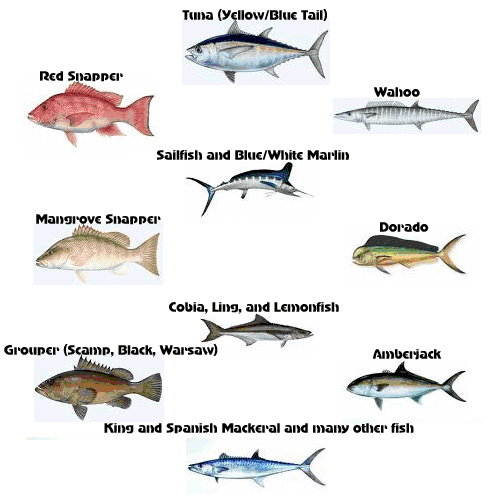 Tuna (Yellow/Blue Tail)
Red Snapper
Wahoo
Sailfish and Blue/White Marlin
Mangrove Snapper
Dorado
Cobia, Ling, and Lemonfish
Grouper (Scamp, Black, Warsaw)
Amberjack
King and Spanish Mackeral and many other fish